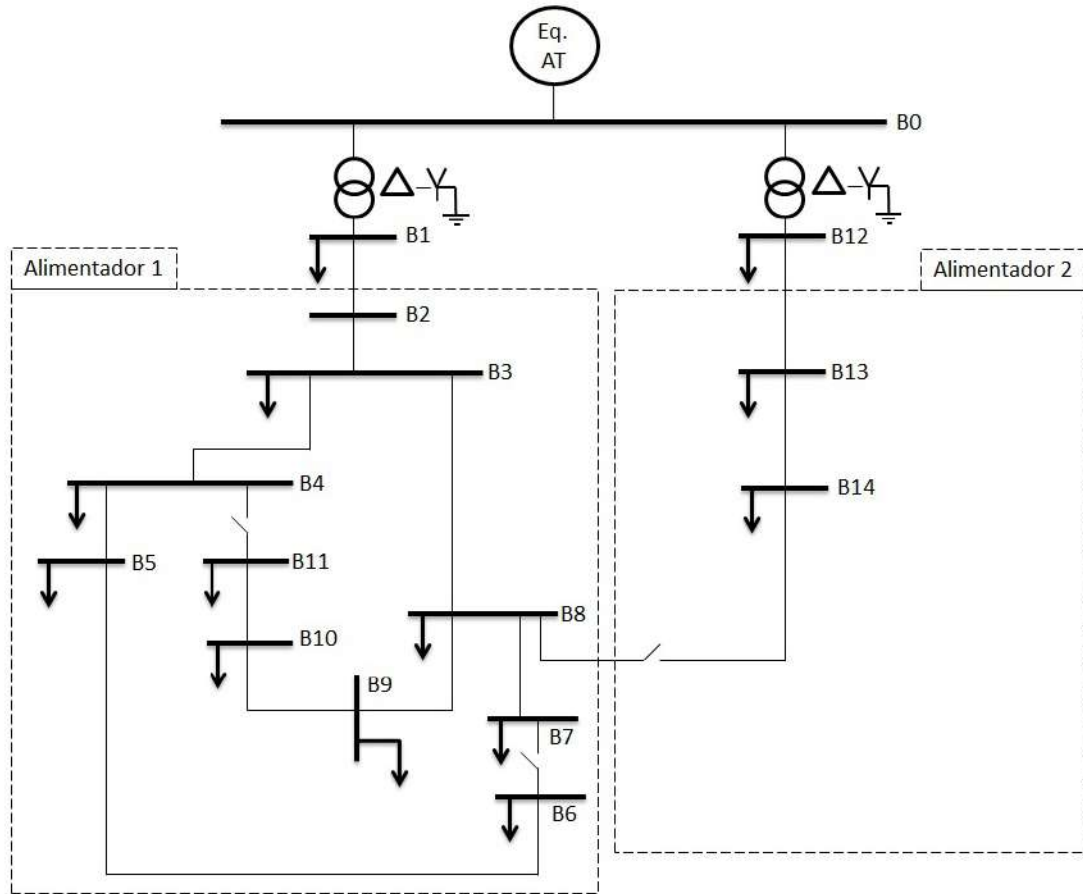 Eq.
AT
B0
B1
B12
Alimentador 1
Alimentador 2
B2
B3
B13
B4
B14
B5
B11
B8
B10
B9
B7
B6